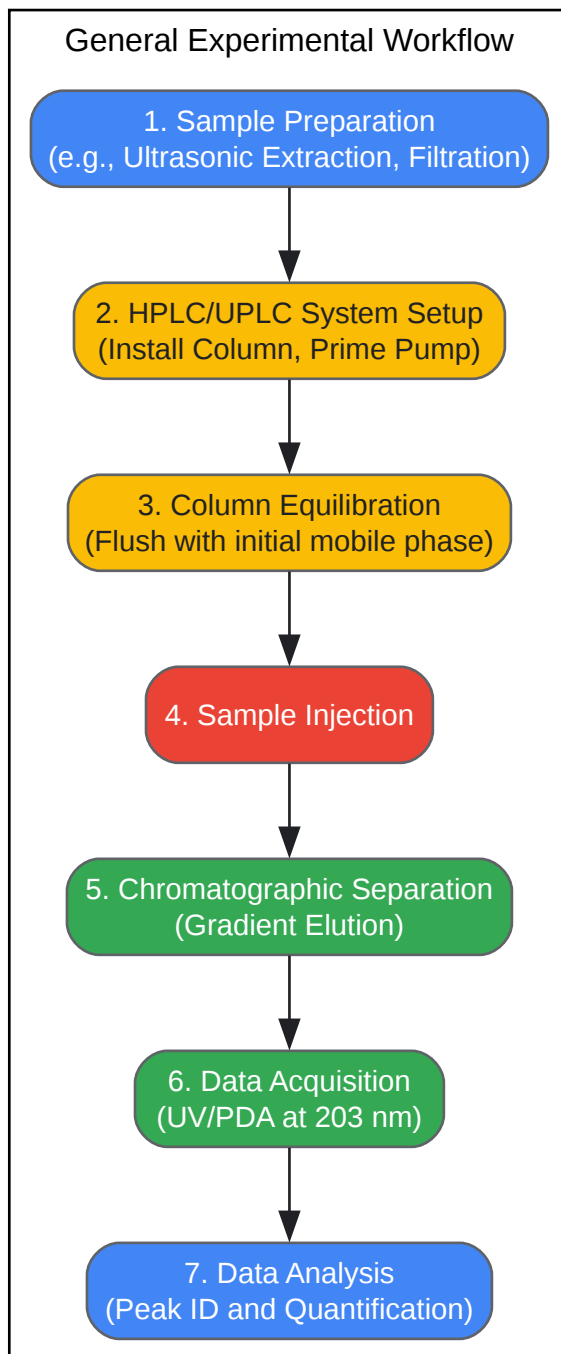 General Experimental Workflow
1. Sample Preparation
(e.g., Ultrasonic Extraction, Filtration)
2. HPLC/UPLC System Setup
(Install Column, Prime Pump)
3. Column Equilibration
(Flush with initial mobile phase)
4. Sample Injection
5. Chromatographic Separation
(Gradient Elution)
6. Data Acquisition
(UV/PDA at 203 nm)
7. Data Analysis
(Peak ID and Quantification)